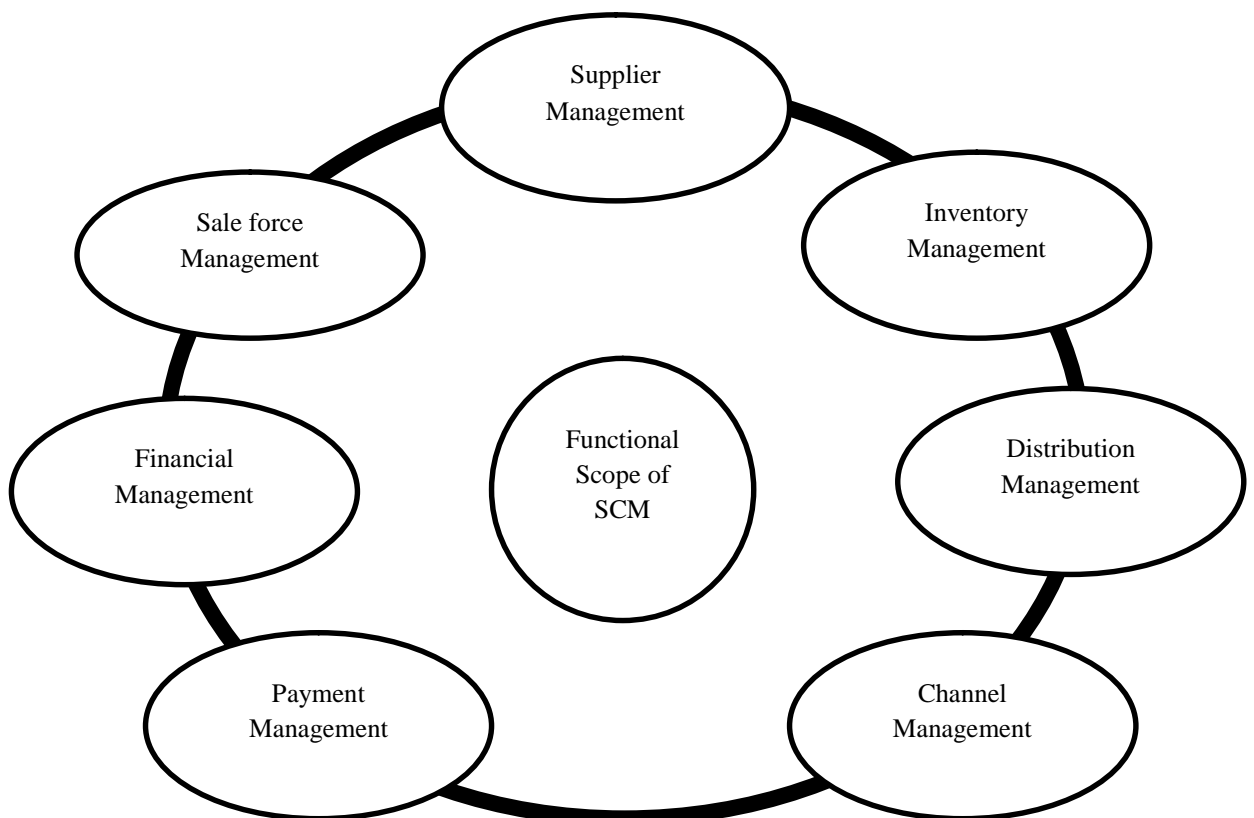 Supplier
Management
Inventory
Management
Sale force
Management
Functional
Scope of
SCM
Distribution
Management
Financial
Management
Channel
Management
Payment
Management